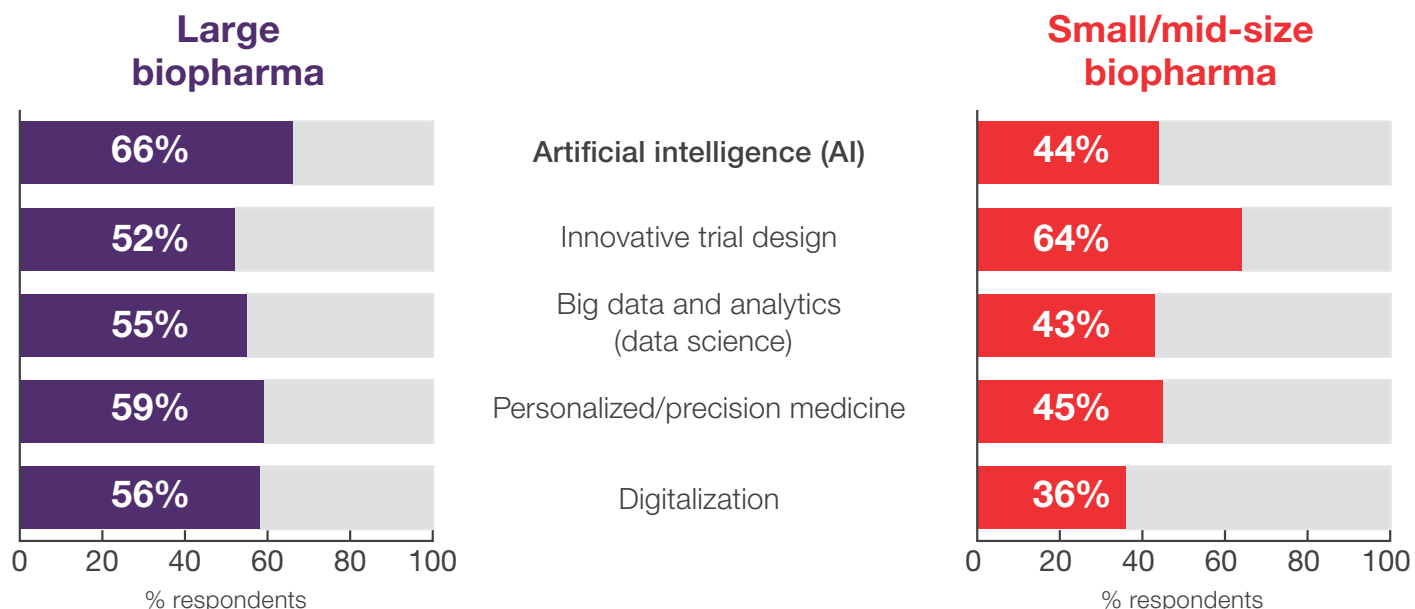 Large
biopharma
Small/mid-size
biopharma
66%
Artificial intelligence (AI)
44%
52%
Innovative trial design
64%
55%
Big data and analytics
(data science)
43%
59%
Personalized/precision medicine
45%
56%
Digitalization
36%
0 20 40 60 80 100
0 20 40 60 80 100
% respondents
% respondents